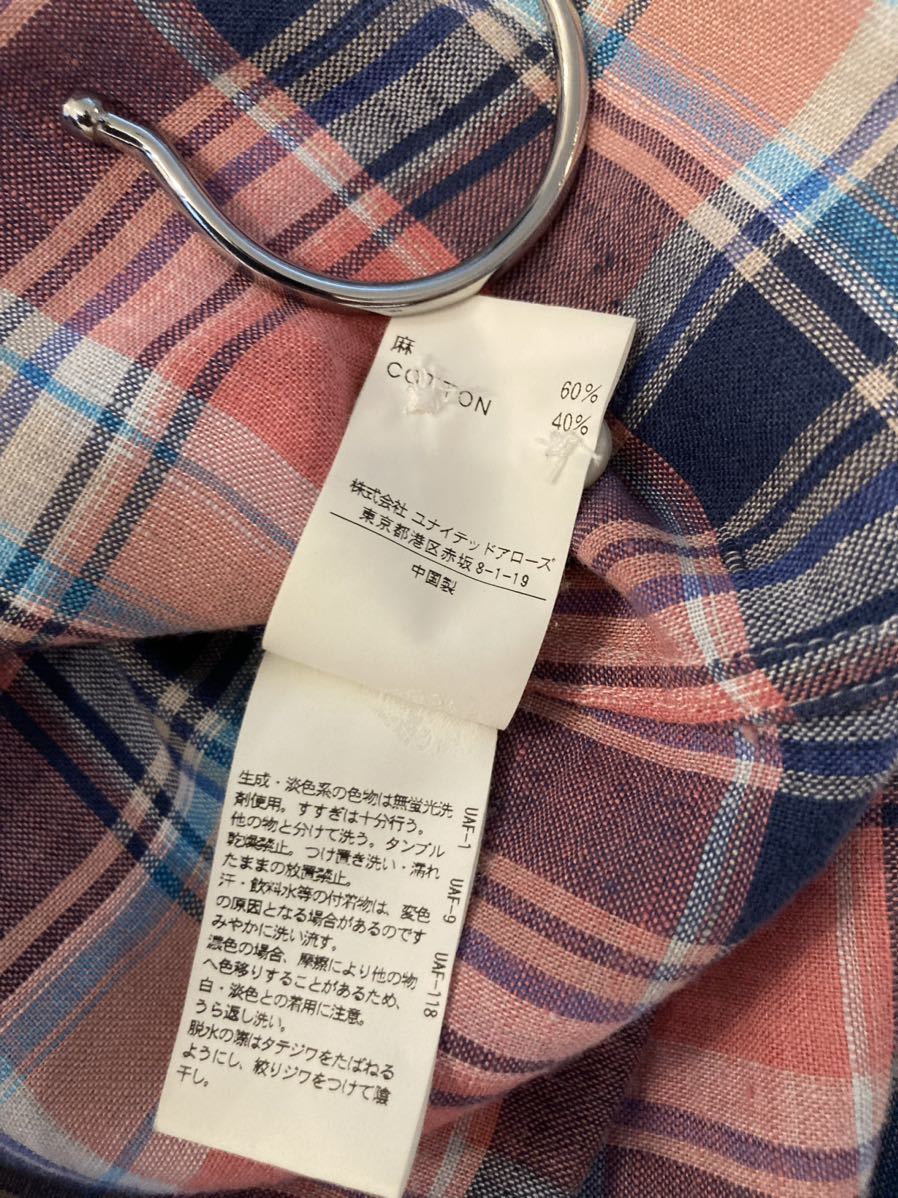 麻 60%
COTTON 40%
株式会社 ユナイテッドアローズ
東京都港区赤坂8-1-19
中国製
生成・淡色系の色物は無蛍光洗
剤使用。すすぎは十分行う。
他の物と分けて洗う。タンブル
乾燥禁止。つけ置き洗い・濡れ
たままの放置禁止。
汗・飲料水等の付着物は、変色
の原因となる場合があるのです
みやかに洗い流す。
濃色の場合、摩擦により他の物
へ色移りすることがあるため、
白・淡色との着用に注意。
うら返し洗い。
脱水の際はタテジワをたばねる
ようにし、絞りジワをつけて陰
干し。
UAF-1 UAF-9 UAF-118